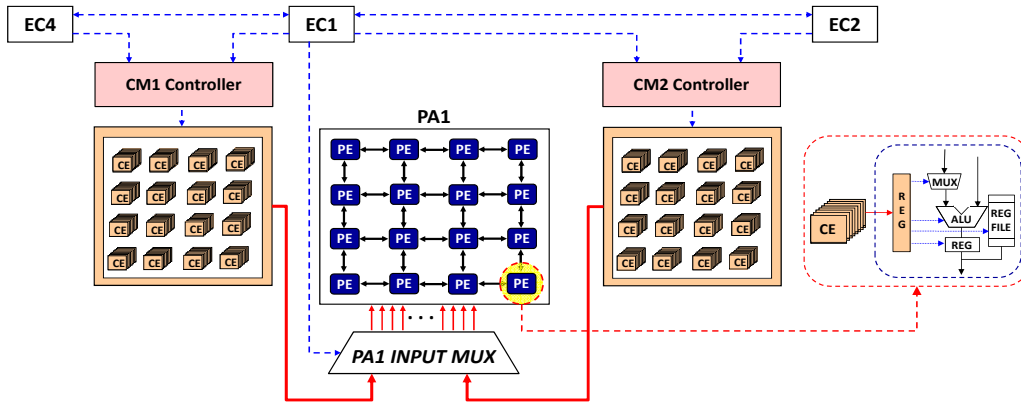 EC4
EC1
EC2
CM1 Controller
CM2 Controller
PA1
CE CE CE CE
CE CE CE CE
CE CE CE CE
CE CE CE CE
PE PE PE PE
PE PE PE PE
PE PE PE PE
PE PE PE PE
CE CE CE CE
CE CE CE CE
CE CE CE CE
CE CE CE CE
PA1 INPUT MUX
CE
REG
MUX
ALU
REG
REG
FILE